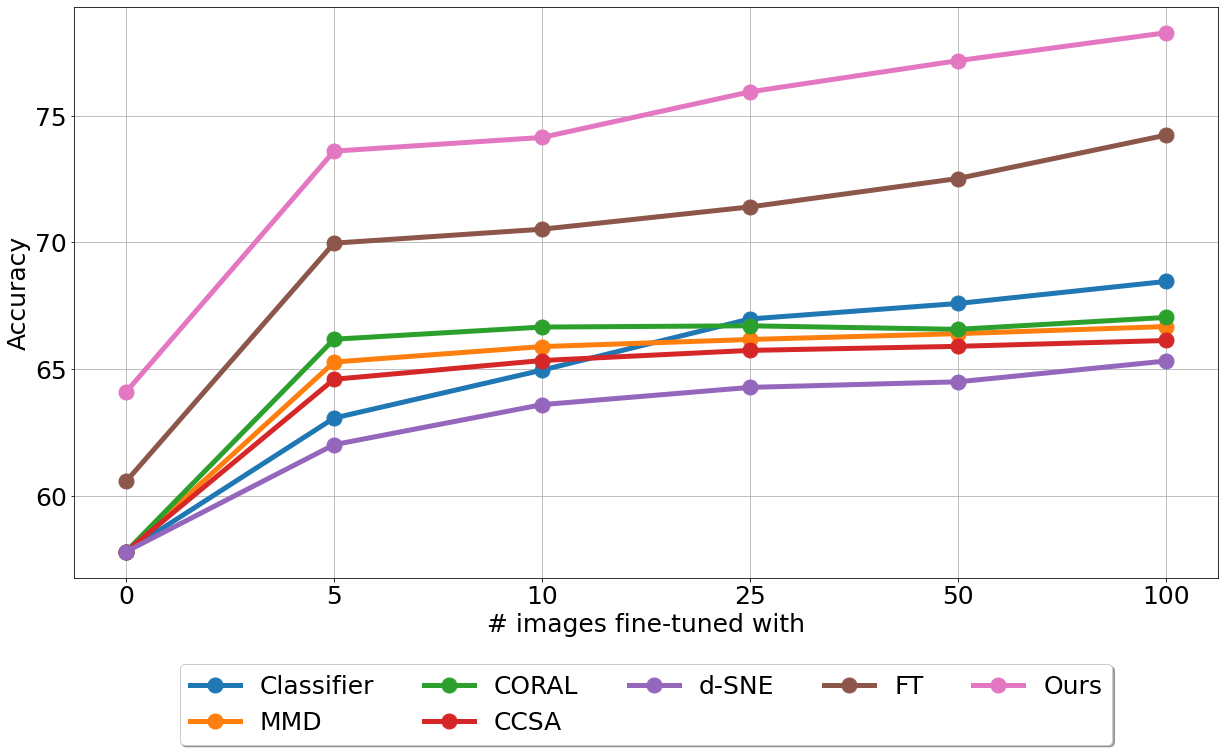 75
70
65
60
Accuracy
0 5 10 25 50 100
# images fine-tuned with
Classifier CORAL d-SNE FT Ours
MMD CCSA